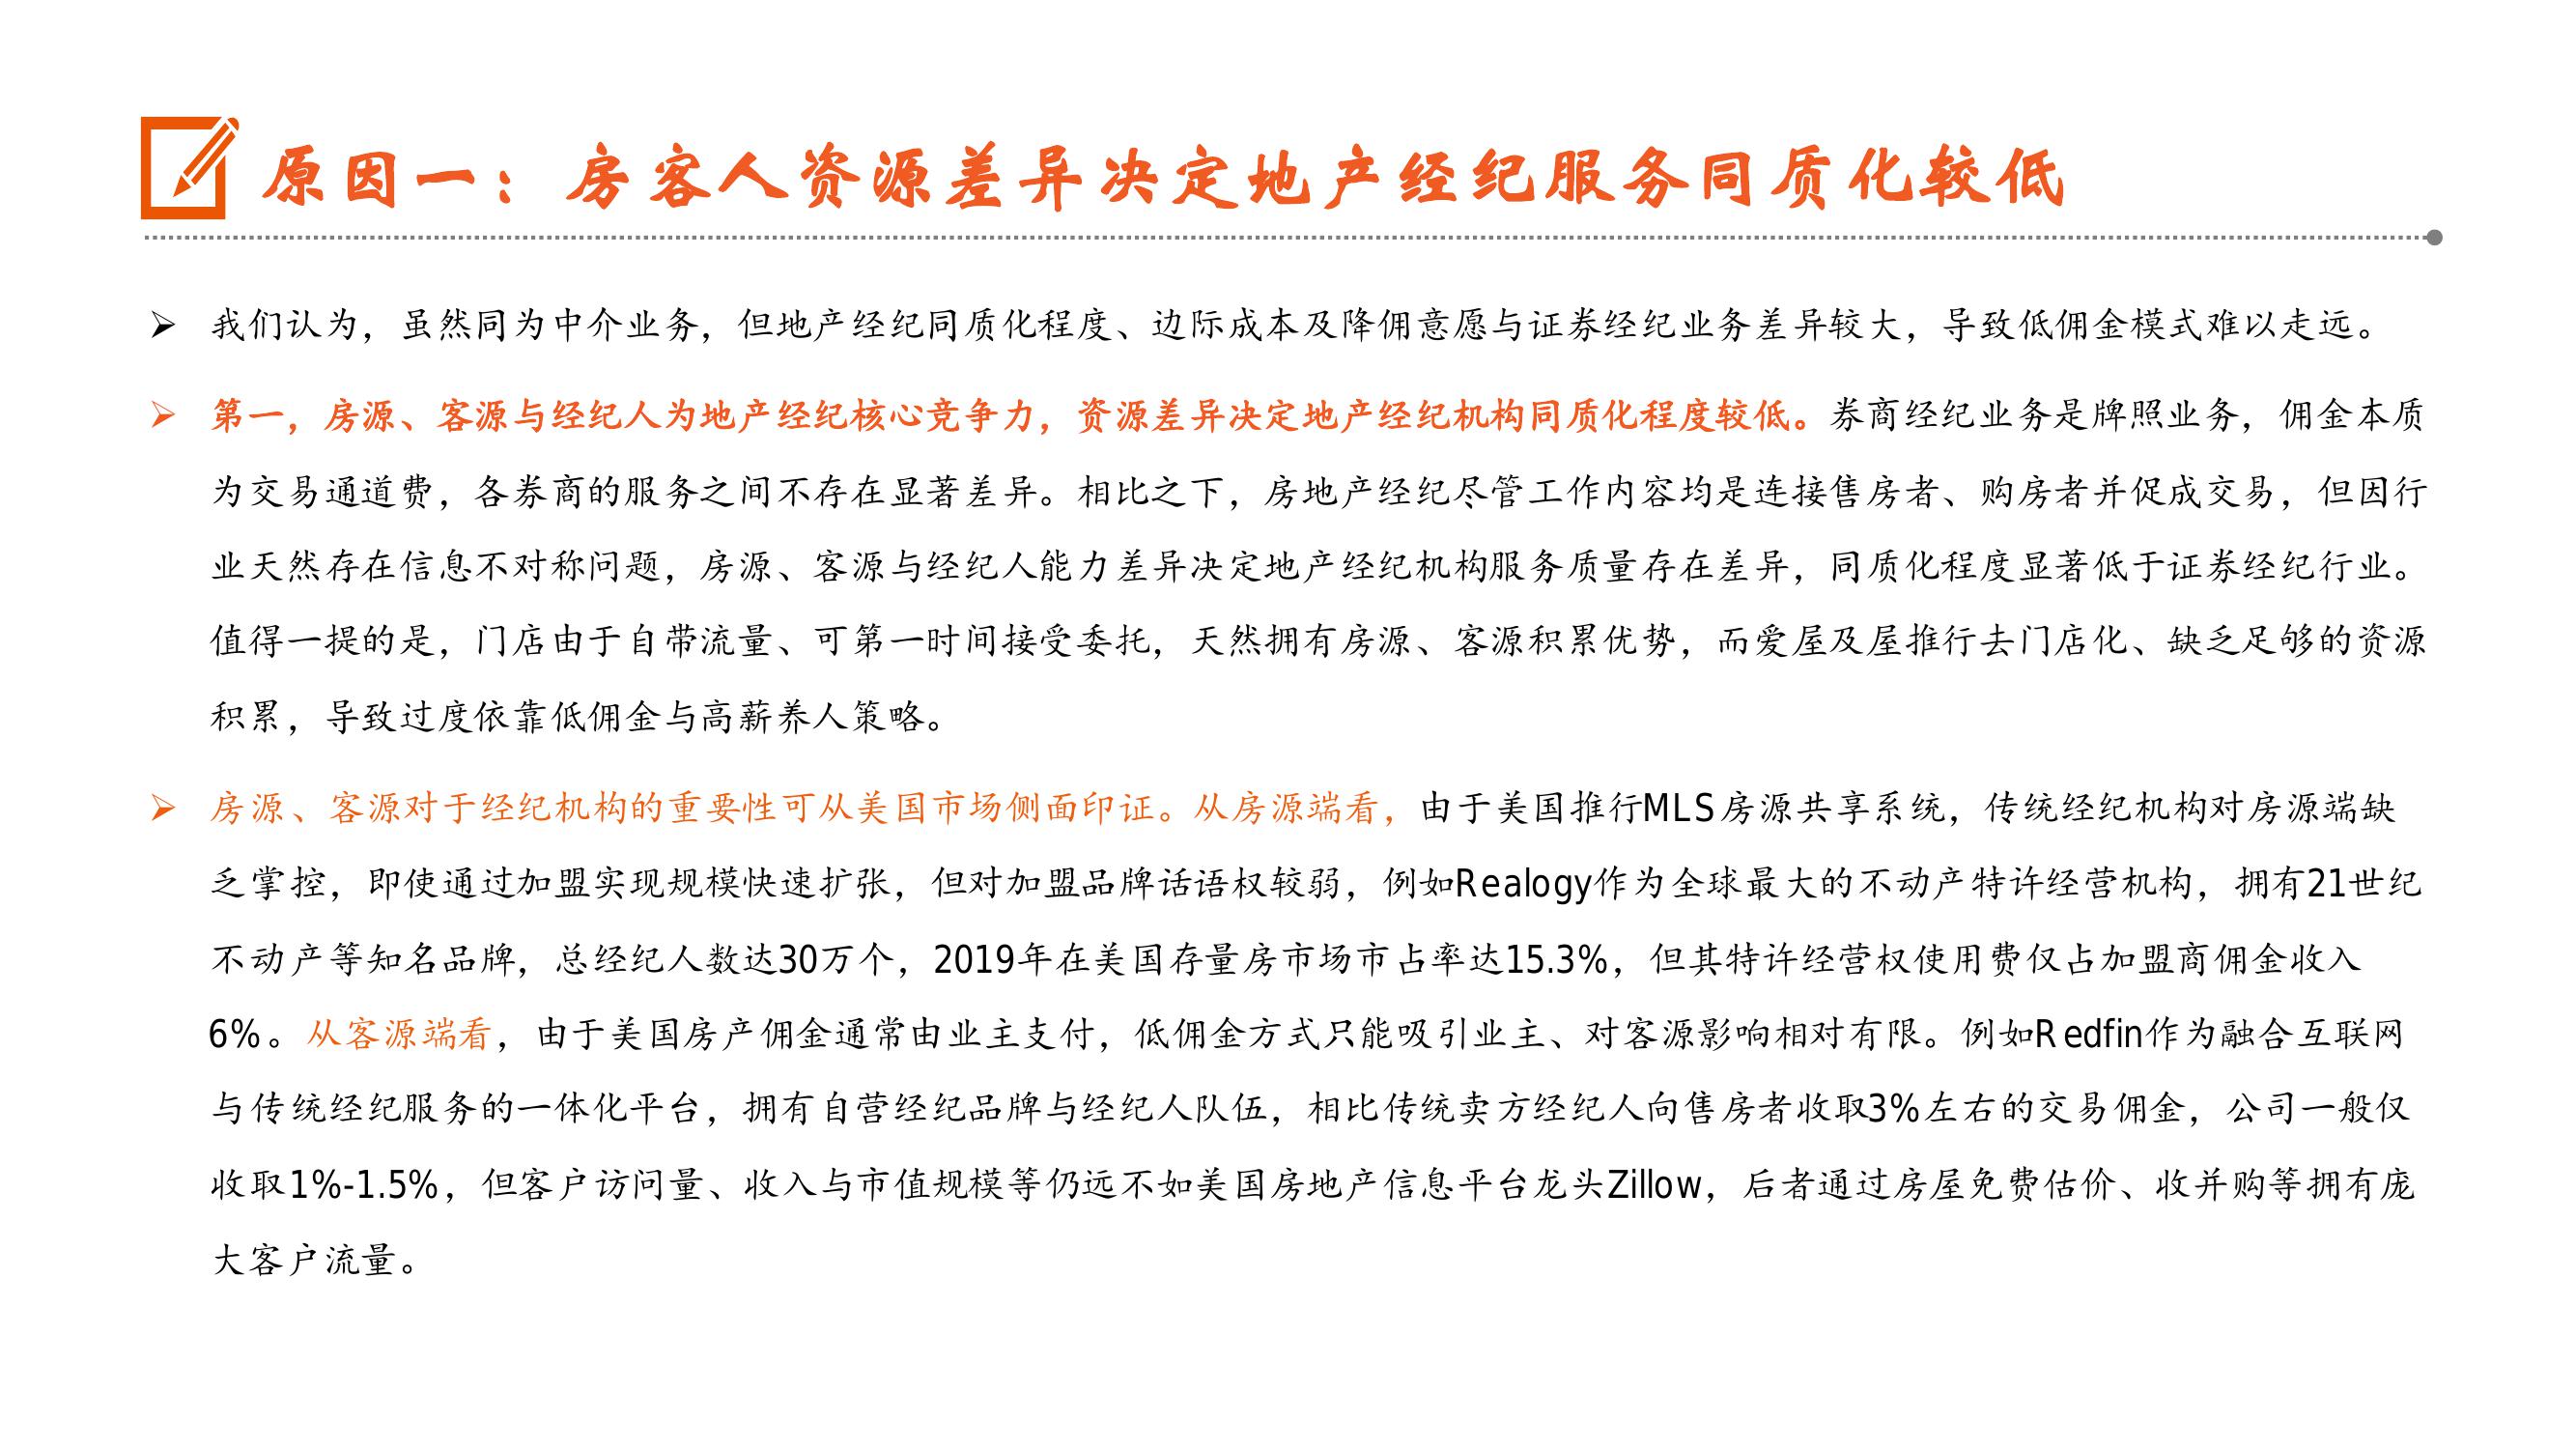 原因一：房客人资源差异决定地产经纪服务同质化较低
➢ 我们认为，虽然同为中介业务，但地产经纪同质化程度、边际成本及降佣意愿与证券经纪业务差异较大，导致低佣金模式难以走远。
➢ 第一，房源、客源与经纪人为地产经纪核心竞争力，资源差异决定地产经纪机构同质化程度较低。券商经纪业务是牌照业务，佣金本质
为交易通道费，各券商的服务之间不存在显著差异。相比之下，房地产经纪尽管工作内容均是连接售房者、购房者并促成交易，但因行
业天然存在信息不对称问题，房源、客源与经纪人能力差异决定地产经纪机构服务质量存在差异，同质化程度显著低于证券经纪行业。
值得一提的是，门店由于自带流量、可第一时间接受委托，天然拥有房源、客源积累优势，而爱屋及屋推行去门店化、缺乏足够的资源
积累，导致过度依靠低佣金与高薪养人策略。
➢ 房源、客源对于经纪机构的重要性可从美国市场侧面印证。从房源端看，由于美国推行MLS房源共享系统，传统经纪机构对房源端缺
乏掌控，即使通过加盟实现规模快速扩张，但对加盟品牌话语权较弱，例如Realogy作为全球最大的不动产特许经营机构，拥有21世纪
不动产等知名品牌，总经纪人数达30万个，2019年在美国存量房市场市占率达15.3%，但其特许经营权使用费仅占加盟商佣金收入
6%。从客源端看，由于美国房产佣金通常由业主支付，低佣金方式只能吸引业主、对客源影响相对有限。例如Redfin作为融合互联网
与传统经纪服务的一体化平台，拥有自营经纪品牌与经纪人队伍，相比传统卖方经纪人向售房者收取3%左右的交易佣金，公司一般仅
收取1%-1.5%，但客户访问量、收入与市值规模等仍远不如美国房地产信息平台龙头Zillow，后者通过房屋免费估价、收并购等拥有庞
大客户流量。